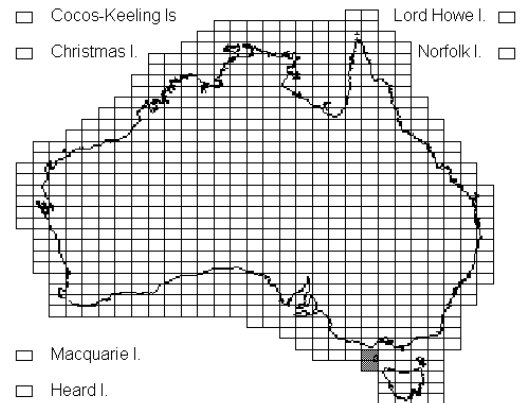 Cocos-Keeling Is
Lord Howe I.
Christmas I.
Norfolk I.
Macquarie I.
Heard I.